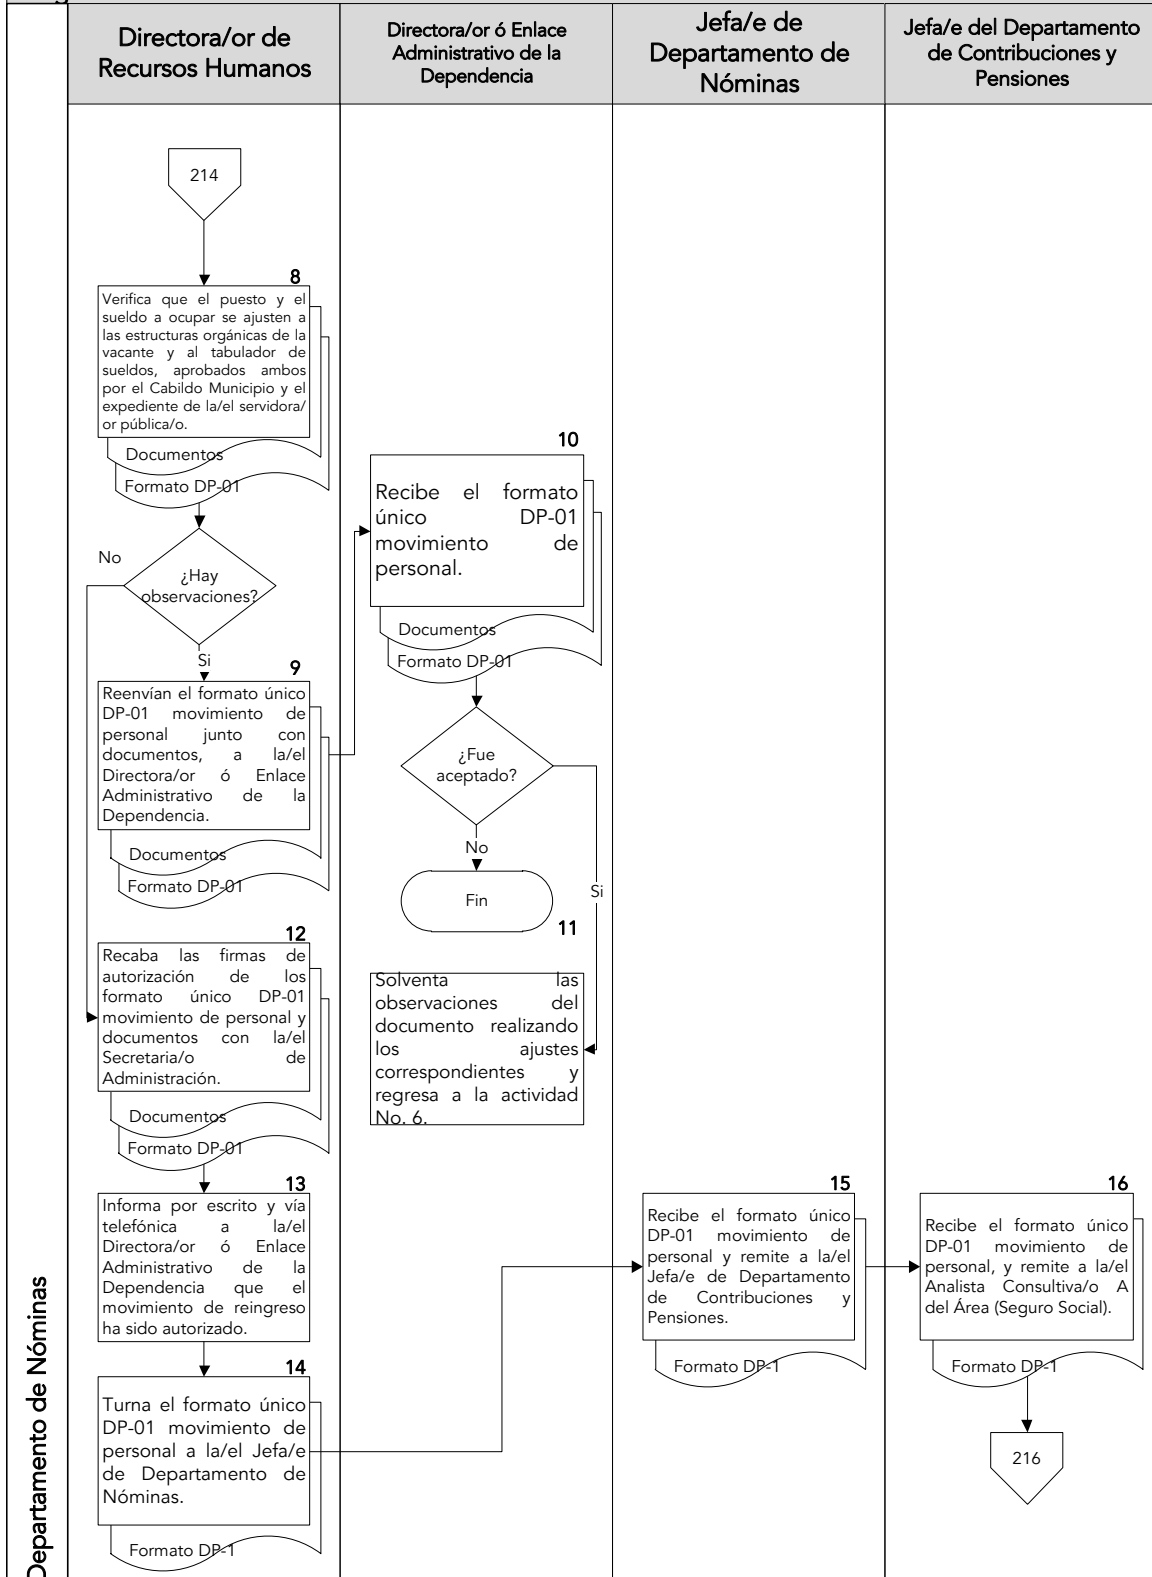 Directora/or de
Recursos Humanos
Directora/or ó Enlace
Administrativo de la
Dependencia
Jefa/e de
Departamento de
Nóminas
Jefa/e del Departamento
de Contribuciones y
Pensiones
214
8
Verifica que el puesto y el
sueldo a ocupar se ajusten a
las estructuras orgánicas de la
vacante y al tabulador de
sueldos, aprobados ambos
por el Cabildo Municipio y el
expediente de la/el servidora/
or pública/o.
Documentos
Formato DP-01
No
¿Hay
observaciones?
Si
9
Reenvían el formato único
DP-01 movimiento de
personal junto con
documentos, a la/el
Directora/or ó Enlace
Administrativo de la
Dependencia.
Documentos
Formato DP-01
10
Recibe el formato
único DP-01
movimiento de
personal.
Documentos
Formato DP-01
¿Fue
aceptado?
No
Si
Fin
11
Solventa las
observaciones del
documento realizando
los ajustes
correspondientes y
regresa a la actividad
No. 6.
12
Recaba las firmas de
autorización de los
formato único DP-01
movimiento de personal y
documentos con la/el
Secretaria/o de
Administración.
Documentos
Formato DP-01
13
Informa por escrito y vía
telefónica a la/el
Directora/or ó Enlace
Administrativo de la
Dependencia que el
movimiento de reingreso
ha sido autorizado.
14
Turna el formato único
DP-01 movimiento de
personal a la/el Jefa/e
de Departamento de
Nóminas.
Formato DP-1
15
Recibe el formato único
DP-01 movimiento de
personal y remite a la/el
Jefa/e de Departamento
de Contribuciones y
Pensiones.
Formato DP-1
16
Recibe el formato único
DP-01 movimiento de
personal, y remite a la/el
Analista Consultiva/o A
del Área (Seguro Social).
Formato DP-1
216
Departamento de Nóminas